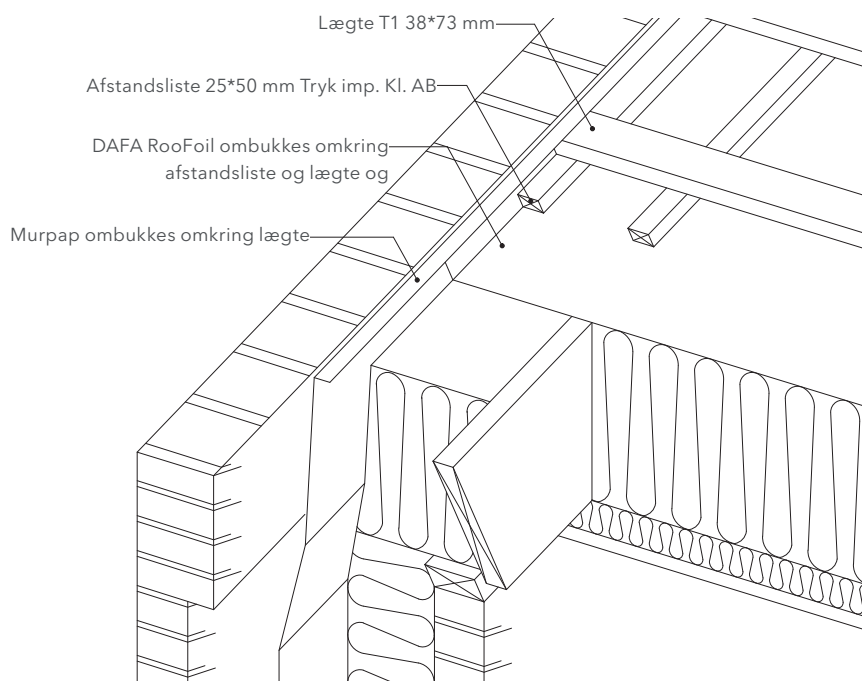 Lægte T1 38*73 mm
Afstandsliste 25*50 mm Tryk imp. Kl. AB
DAFA RooFoil ombukkes omkring
afstandsliste og lægte og
Murpap ombukkes omkring lægte